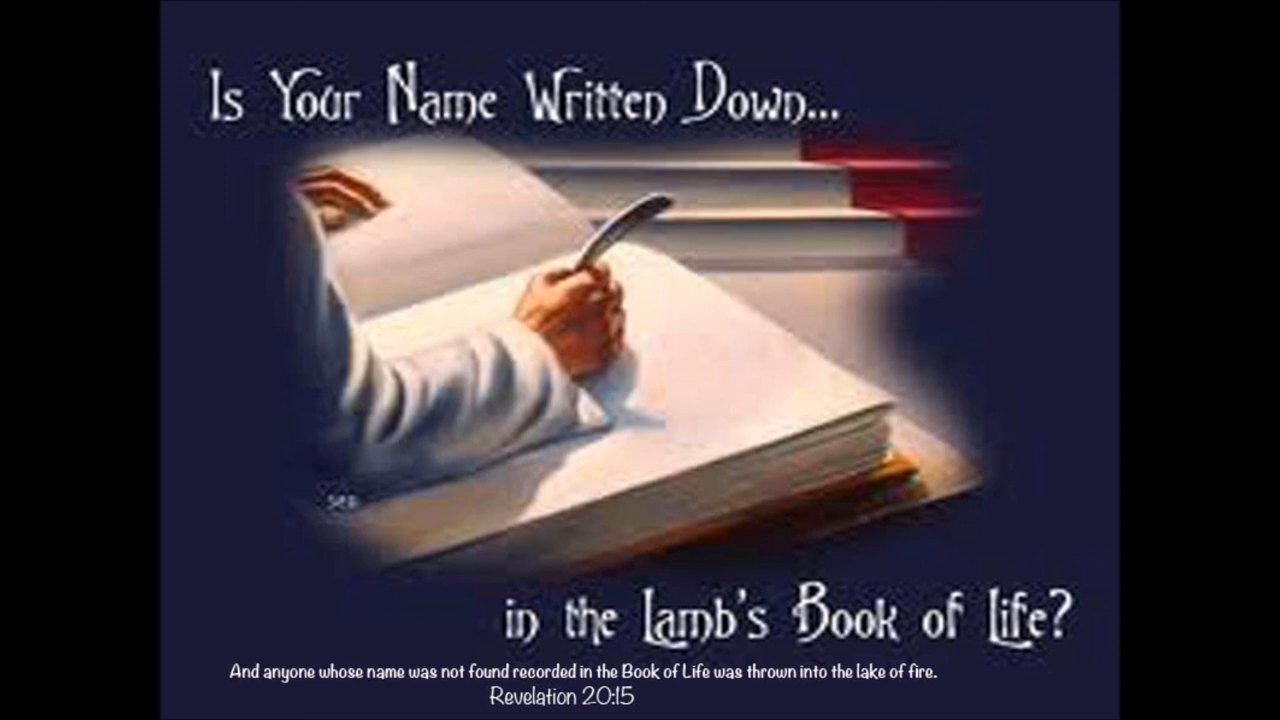 Is Your Name Written Down...
in the Lamb's Book of Life?
And anyone whose name was not found recorded in the Book of Life was thrown into the lake of fire.
Revelation 20:15